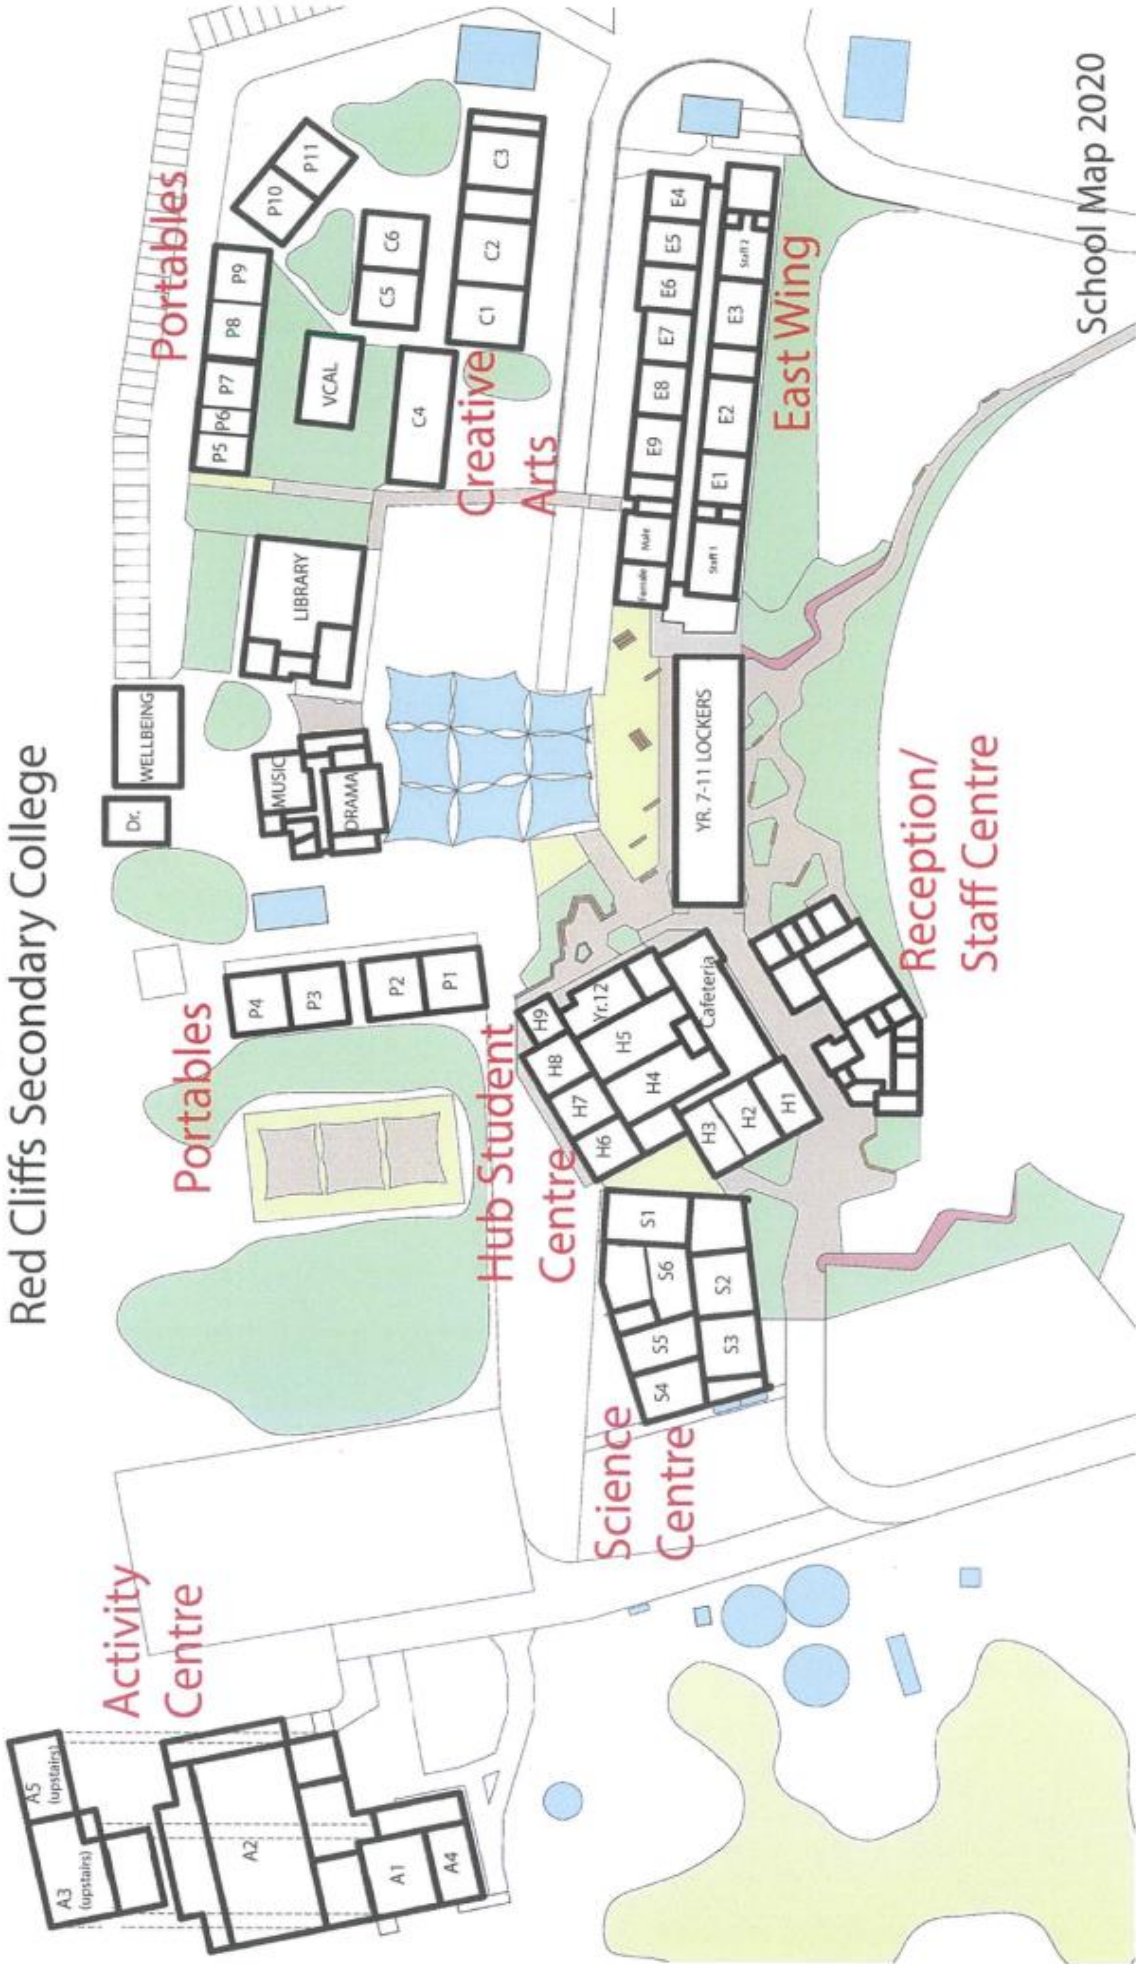 Red Cliffs Secondary College
Activity
Centre
A5
(upstairs)
A3
(upstairs)
A2
A1
A4
Science
Centre
S1
S6
S2
S5
S3
S4
Portables
P4
P3
P2
P1
Hub Student
Centre
H9
H8
H7
H6
Yr.12
H5
H4
Cafeteria
H3
H2
H1
Reception/
Staff Centre
Dr.
WELLBEING
MUSIC
DRAMA
LIBRARY
YR. 7-11 LOCKERS
Portables
P5
P6
P7
P8
P9
P10
P11
VCAL
C5
C6
C4
C1
C2
C3
Creative
Arts
Female
Male
E9
E8
E7
E6
E5
E4
Staff 1
E1
E2
E3
Staff 2
East Wing
School Map 2020